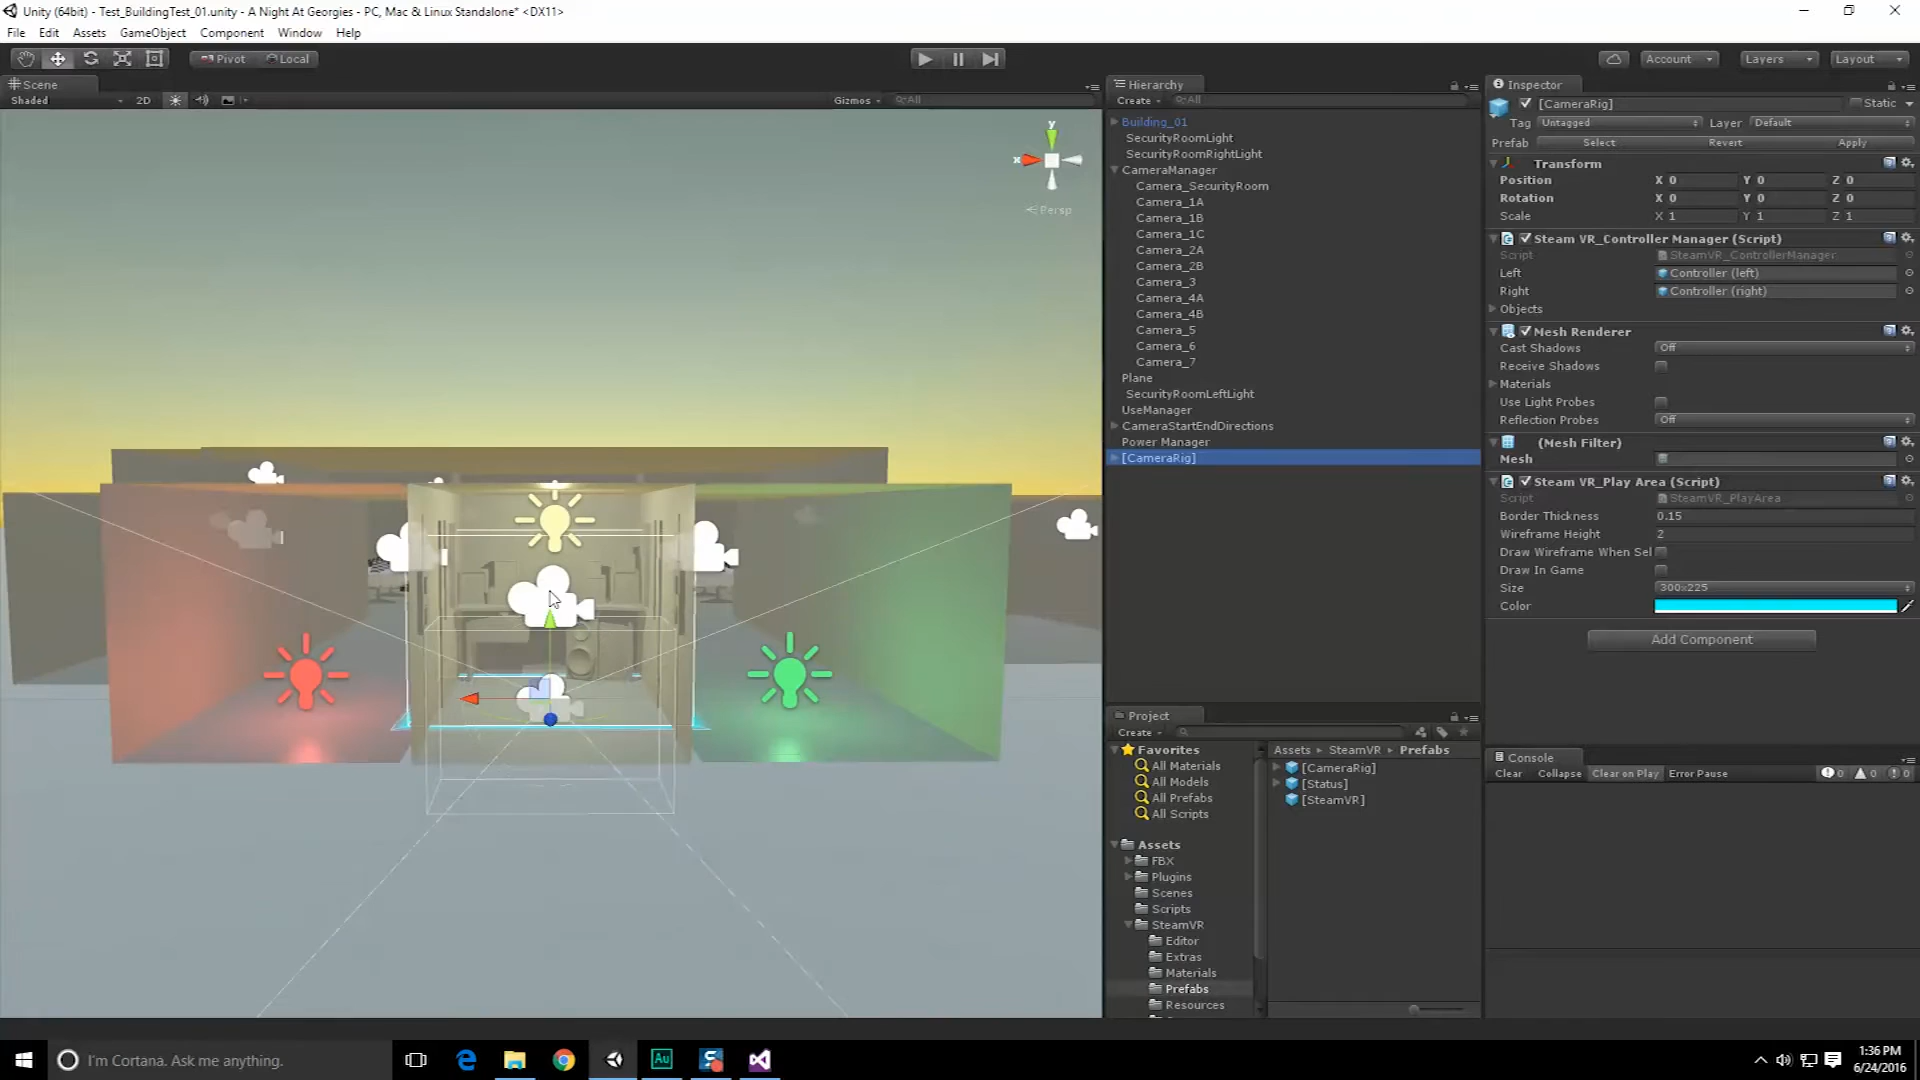 Unity (64bit) - Test_BuildingTest_01.unity - A Night At Georgies - PC, Mac & Linux Standalone* <DX11>
File Edit Assets GameObject Component Window Help
Pivot Local
Account Layers Layout
Scene
Shaded 2D Gizmos All
y
x
Persp
Hierarchy
Create All
Building_01
SecurityRoomLight
SecurityRoomRightLight
CameraManager
Camera_SecurityRoom
Camera_1A
Camera_1B
Camera_1C
Camera_2A
Camera_2B
Camera_3
Camera_4A
Camera_4B
Camera_5
Camera_6
Camera_7
Plane
SecurityRoomLeftLight
UseManager
CameraStartEndDirections
Power Manager
[CameraRig]
Project
Create
Favorites
All Materials
All Models
All Prefabs
All Scripts
Assets
FBX
Plugins
Scenes
Scripts
SteamVR
Editor
Extras
Materials
Prefabs
Resources
Assets SteamVR Prefabs
[CameraRig]
[Status]
[SteamVR]
Inspector
[CameraRig] Static
Tag Untagged Layer Default
Prefab Select Revert Apply
Transform
Position X 0 Y 0 Z 0
Rotation X 0 Y 0 Z 0
Scale X 1 Y 1 Z 1
Steam VR_Controller Manager (Script)
Script SteamVR_ControllerManager
Left Controller (left)
Right Controller (right)
Objects
Mesh Renderer
Cast Shadows Off
Receive Shadows
Materials
Use Light Probes
Reflection Probes Off
(Mesh Filter)
Mesh
Steam VR_Play Area (Script)
Script SteamVR_PlayArea
Border Thickness 0.15
Wireframe Height 2
Draw Wireframe When Sel
Draw In Game
Size 300x225
Color
Add Component
Console
Clear Collapse Clear on Play Error Pause 0 0 0
I'm Cortana. Ask me anything.
Au
1:36 PM
6/24/2016